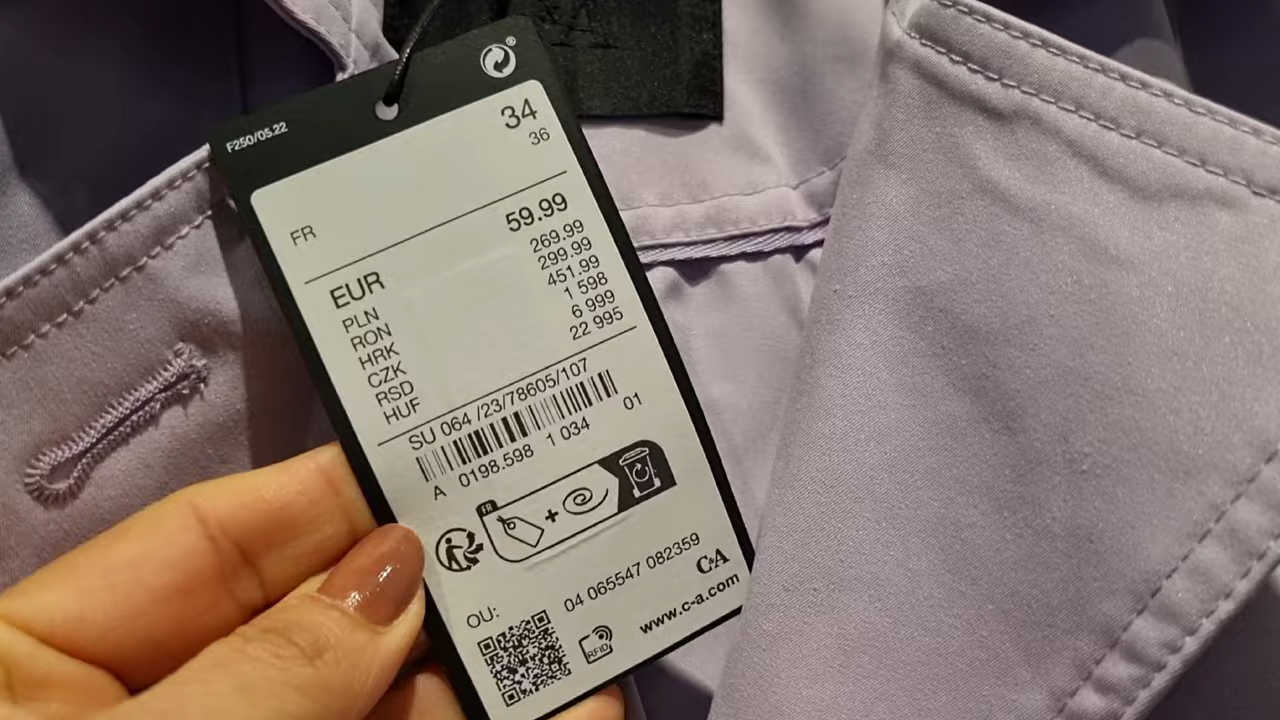 F250/05.22
34
36
FR
EUR 59.99
PLN 269.99
RON 299.99
HRK 451.99
CZK 1 598
RSD 6 999
HUF 22 995
SU 064 /23/78605/107
A 0198.598 1 034 01
FR
OU: 04 065547 082359
C&A
RFID
www.c-a.com